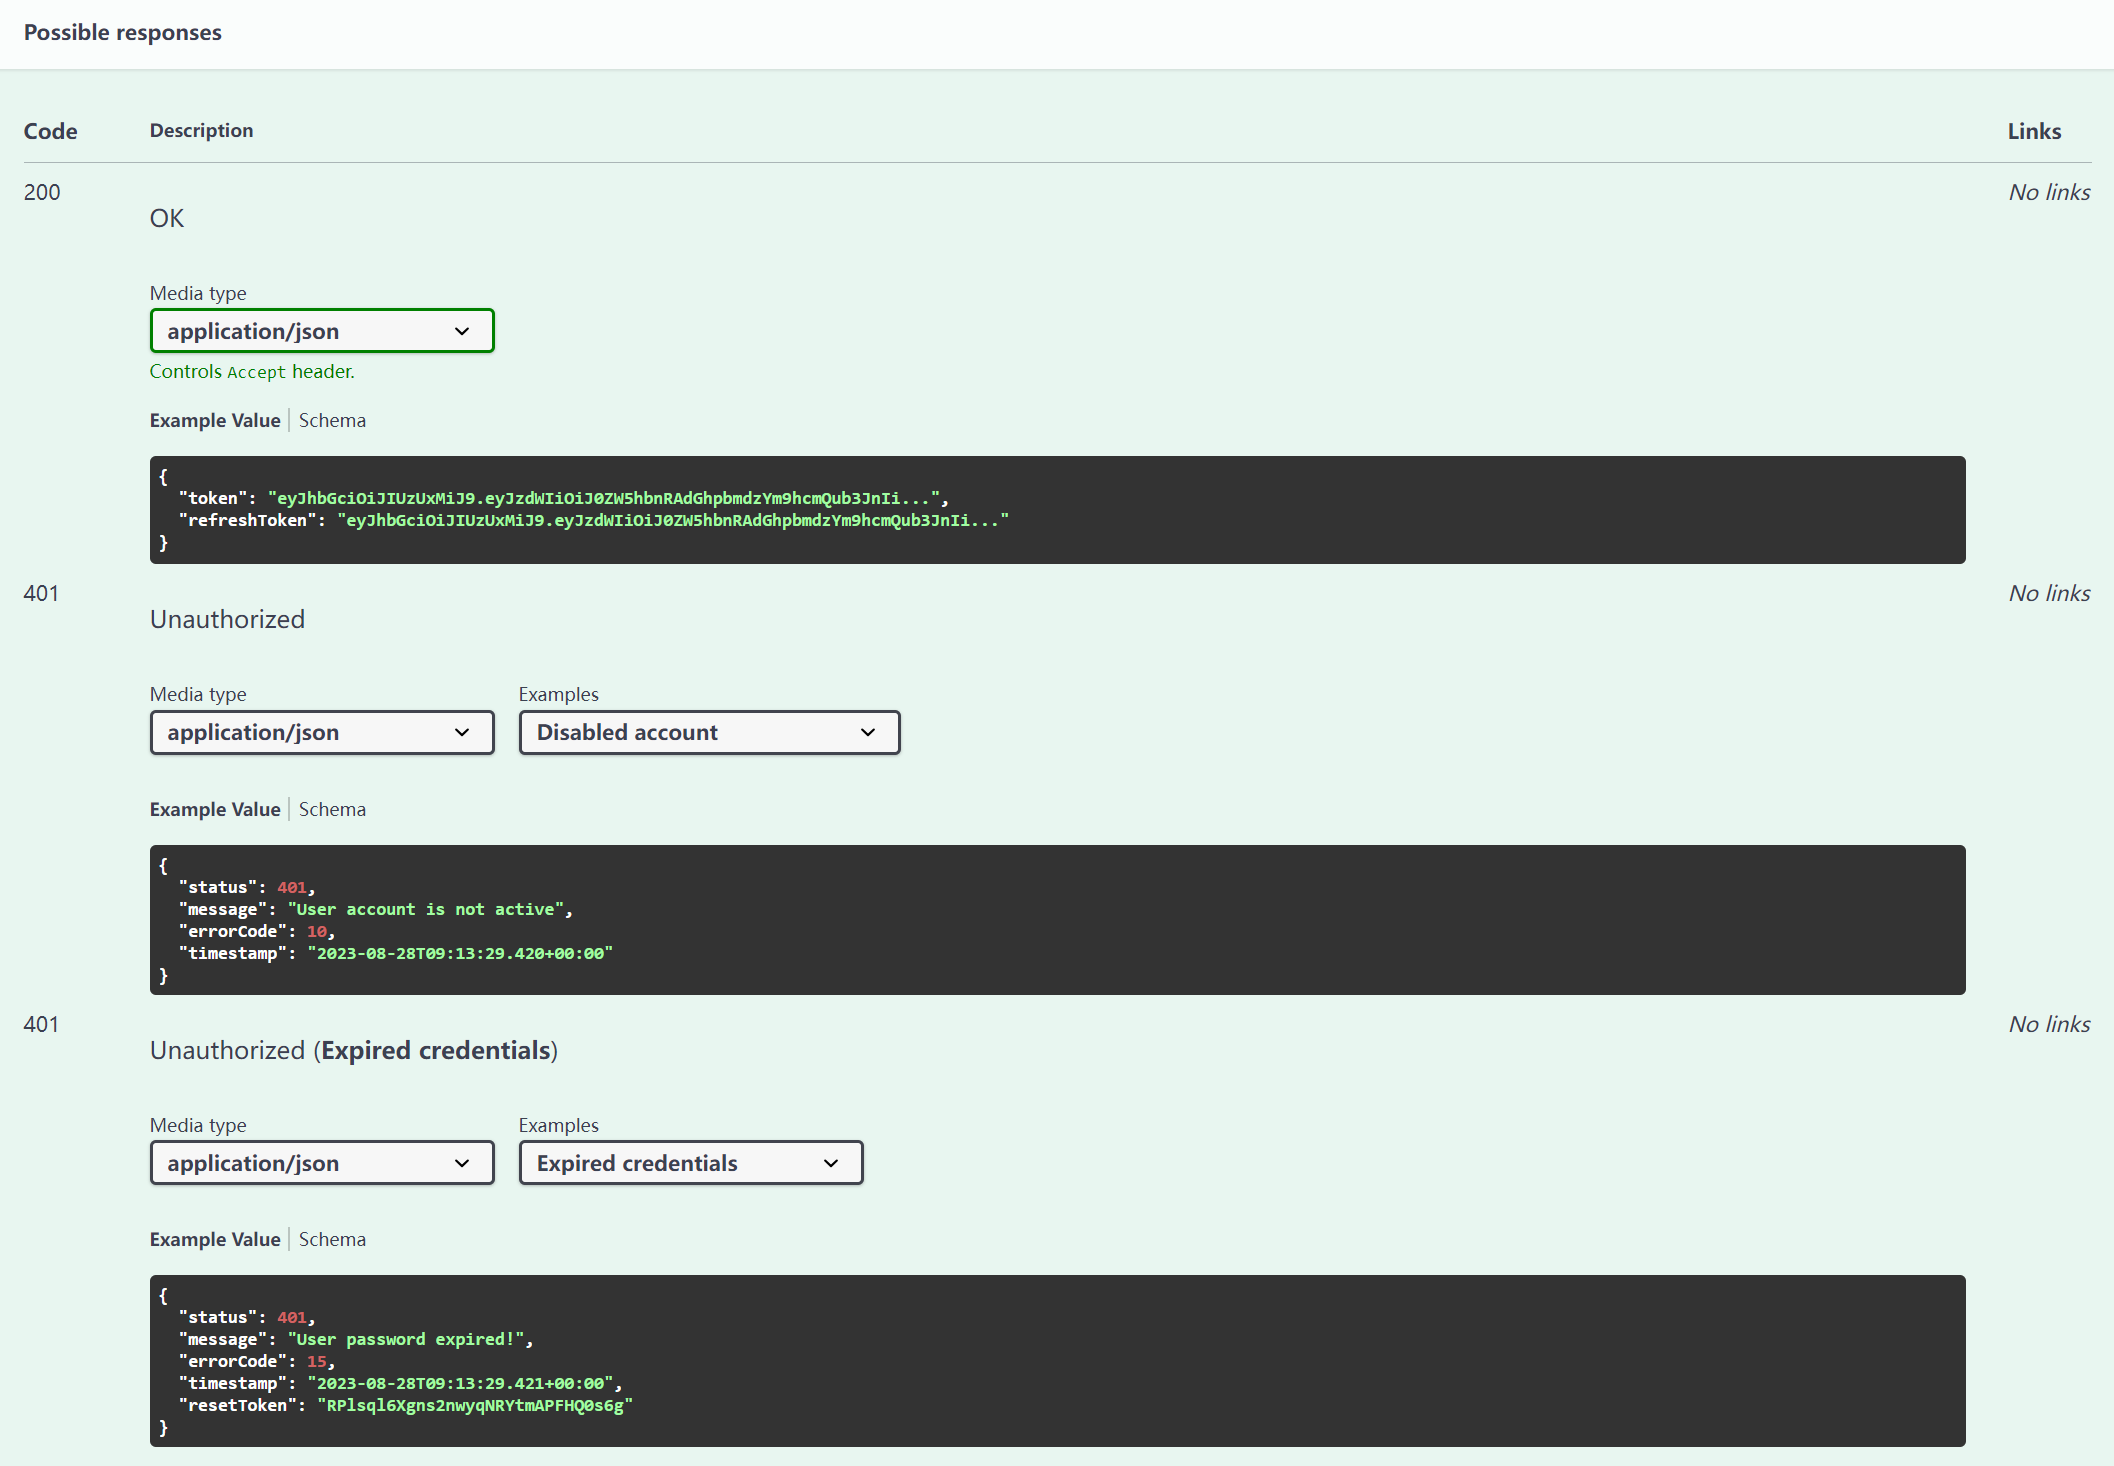 Possible responses
Code Description Links
200 No links
OK
Media type
application/json
Controls Accept header.
Example Value Schema
{
"token": "eyJhbGciOiJIUzUxMiJ9.eyJzdWIiOiJ0ZW5hbnRAdGhpbmdzYm9hcmQub3JnIi...",
"refreshToken": "eyJhbGciOiJIUzUxMiJ9.eyJzdWIiOiJ0ZW5hbnRAdGhpbmdzYm9hcmQub3JnIi..."
}
401 No links
Unauthorized
Media type Examples
application/json Disabled account
Example Value Schema
{
"status": 401,
"message": "User account is not active",
"errorCode": 10,
"timestamp": "2023-08-28T09:13:29.420+00:00"
}
401 No links
Unauthorized (Expired credentials)
Media type Examples
application/json Expired credentials
Example Value Schema
{
"status": 401,
"message": "User password expired!",
"errorCode": 15,
"timestamp": "2023-08-28T09:13:29.421+00:00",
"resetToken": "RPlsql6Xgns2nwyqNRYtmAPFHQ0s6g"
}